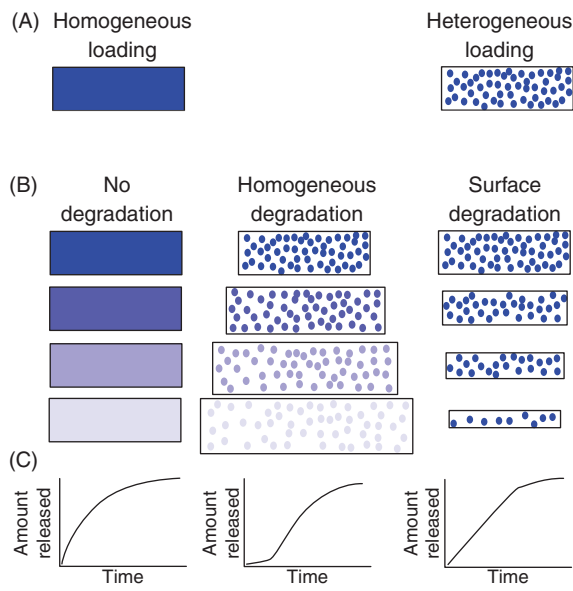 (A) Homogeneous loading
Heterogeneous loading
(B) No degradation
Homogeneous degradation
Surface degradation
(C)
Amount released
Time
Amount released
Time
Amount released
Time